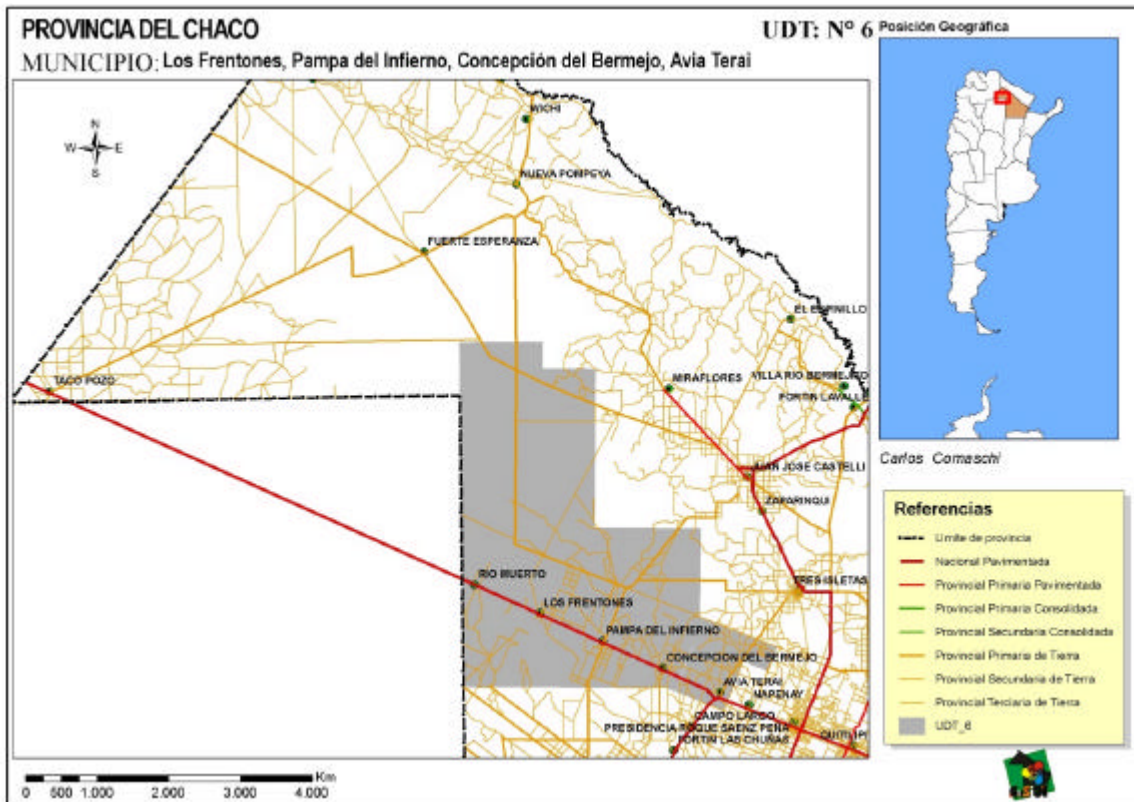 PROVINCIA DEL CHACO
UDT: Nº 6
MUNICIPIO: Los Frentones, Pampa del Infierno, Concepción del Bermejo, Avia Terai
Posición Geográfica
N
W E
S
WICHI
NUEVA POMPEYA
FUERTE ESPERANZA
EL ESPINILLO
TACO POZO
MIRAFLORES
VILLA RIO BERMEJITO
FORTIN LAVALLE
JUAN JOSE CASTELLI
ZAPARINQUI
TRES ISLETAS
RIO MUERTO
LOS FRENTONES
PAMPA DEL INFIERNO
CONCEPCION DEL BERMEJO
AVIA TERAI
NAPENAY
CAMPO LARGO
PRESIDENCIA ROQUE SAENZ PEÑA
FORTIN LAS CHUÑAS
QUITILIPI
Carlos Comaschi
Referencias
Limite de provincia
Nacional Pavimentada
Provincial Primaria Pavimentada
Provincial Primaria Consolidada
Provincial Secundaria Consolidada
Provincial Primaria de Tierra
Provincial Secundaria de Tierra
Provincial Terciaria de Tierra
UDT_6
Km
0 500 1.000 2.000 3.000 4.000